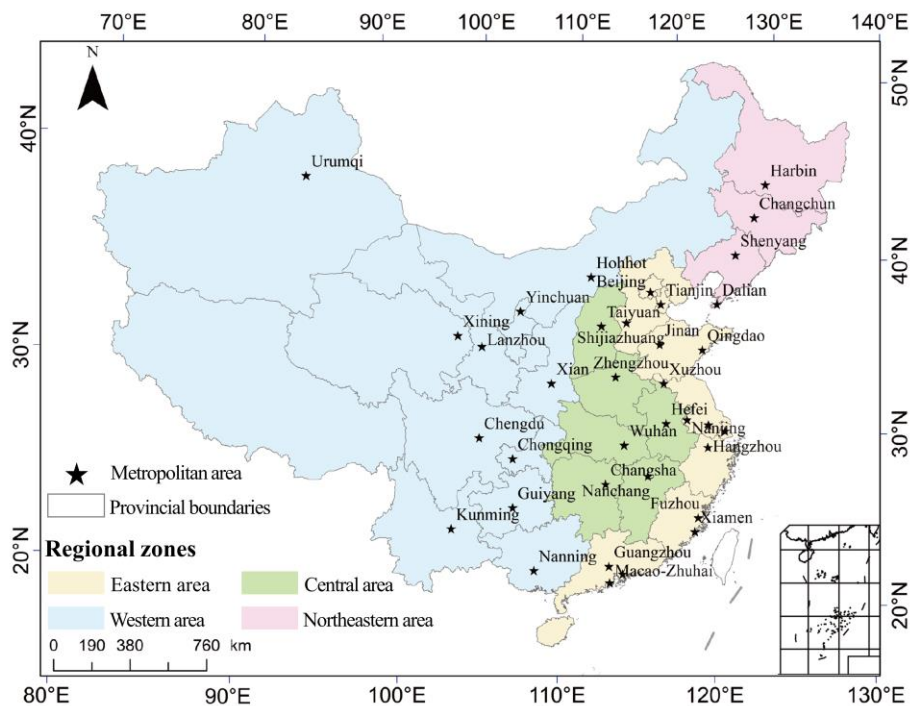 70°E 80°E 90°E 100°E 110°E 120°E 130°E 140°E
N
50°N
40°N
Urumqi
Harbin
Changchun
Shenyang
Hohhot
40°N
Beijing
Tianjin
Dalian
Yinchuan
Taiyuan
Xining
Jinan
Qingdao
Lanzhou
Shijiazhuang
30°N
Zhengzhou
Xuzhou
Xian
Hefei
Chengdu
Wuhan
Nanjing
30°N
Chongqing
Hangzhou
Metropolitan area
Changsha
Guiyang
Nanchang
Provincial boundaries
Kunming
Fuzhou
Xiamen
Regional zones
20°N
Nanning
Guangzhou
Eastern area
Central area
Macao-Zhuhai
20°N
Western area
Northeastern area
0 190 380 760 km
80°E 90°E 100°E 110°E 120°E 130°E